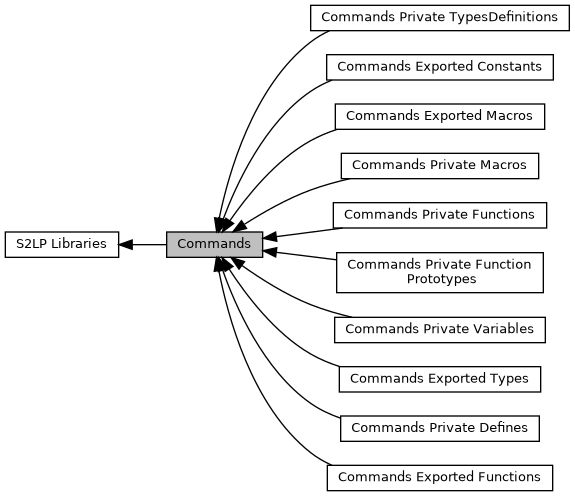 Commands Private TypesDefinitions
Commands Exported Constants
Commands Exported Macros
Commands Private Macros
Commands Private Functions
S2LP Libraries
Commands
Commands Private Function
Prototypes
Commands Private Variables
Commands Exported Types
Commands Private Defines
Commands Exported Functions